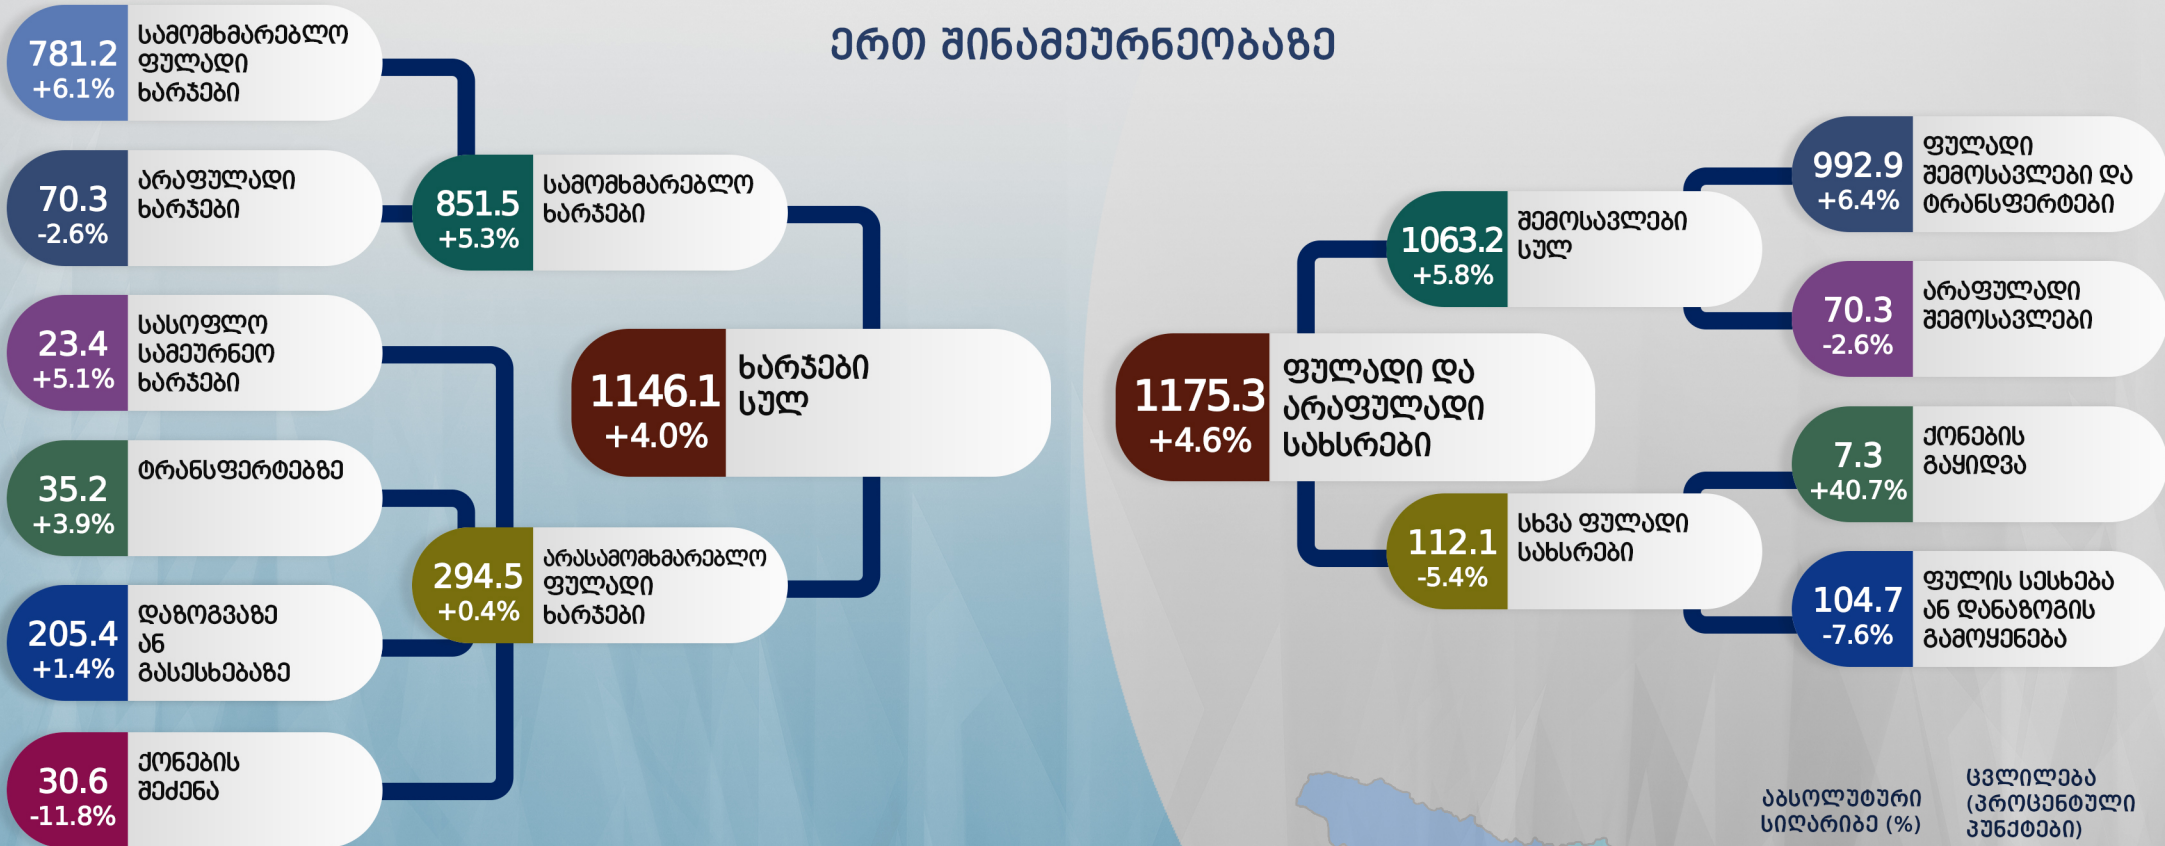 ერთ შინამეურნეობაზე
781.2
+6.1%
სამომხმარებლო
ფულადი
ხარჯები
70.3
-2.6%
არაფულადი
ხარჯები
23.4
+5.1%
სასოფლო
სამეურნეო
ხარჯები
35.2
+3.9%
ტრანსფერტებზე
205.4
+1.4%
დაზოგვაზე
ან
გასესხებაზე
30.6
-11.8%
ქონების
შეძენა
851.5
+5.3%
სამომხმარებლო
ხარჯები
294.5
+0.4%
არასამომხმარებლო
ფულადი
ხარჯები
1146.1
+4.0%
ხარჯები
სულ
1175.3
+4.6%
ფულადი და
არაფულადი
სახსრები
1063.2
+5.8%
შემოსავლები
სულ
112.1
-5.4%
სხვა ფულადი
სახსრები
992.9
+6.4%
ფულადი
შემოსავლები და
ტრანსფერტები
70.3
-2.6%
არაფულადი
შემოსავლები
7.3
+40.7%
ქონების
გაყიდვა
104.7
-7.6%
ფულის სესხება
ან დანაზოგის
გამოყენება
აბსოლუტური
სიღარიბე (%)
ცვლილება
(პროცენტული
პუნქტები)